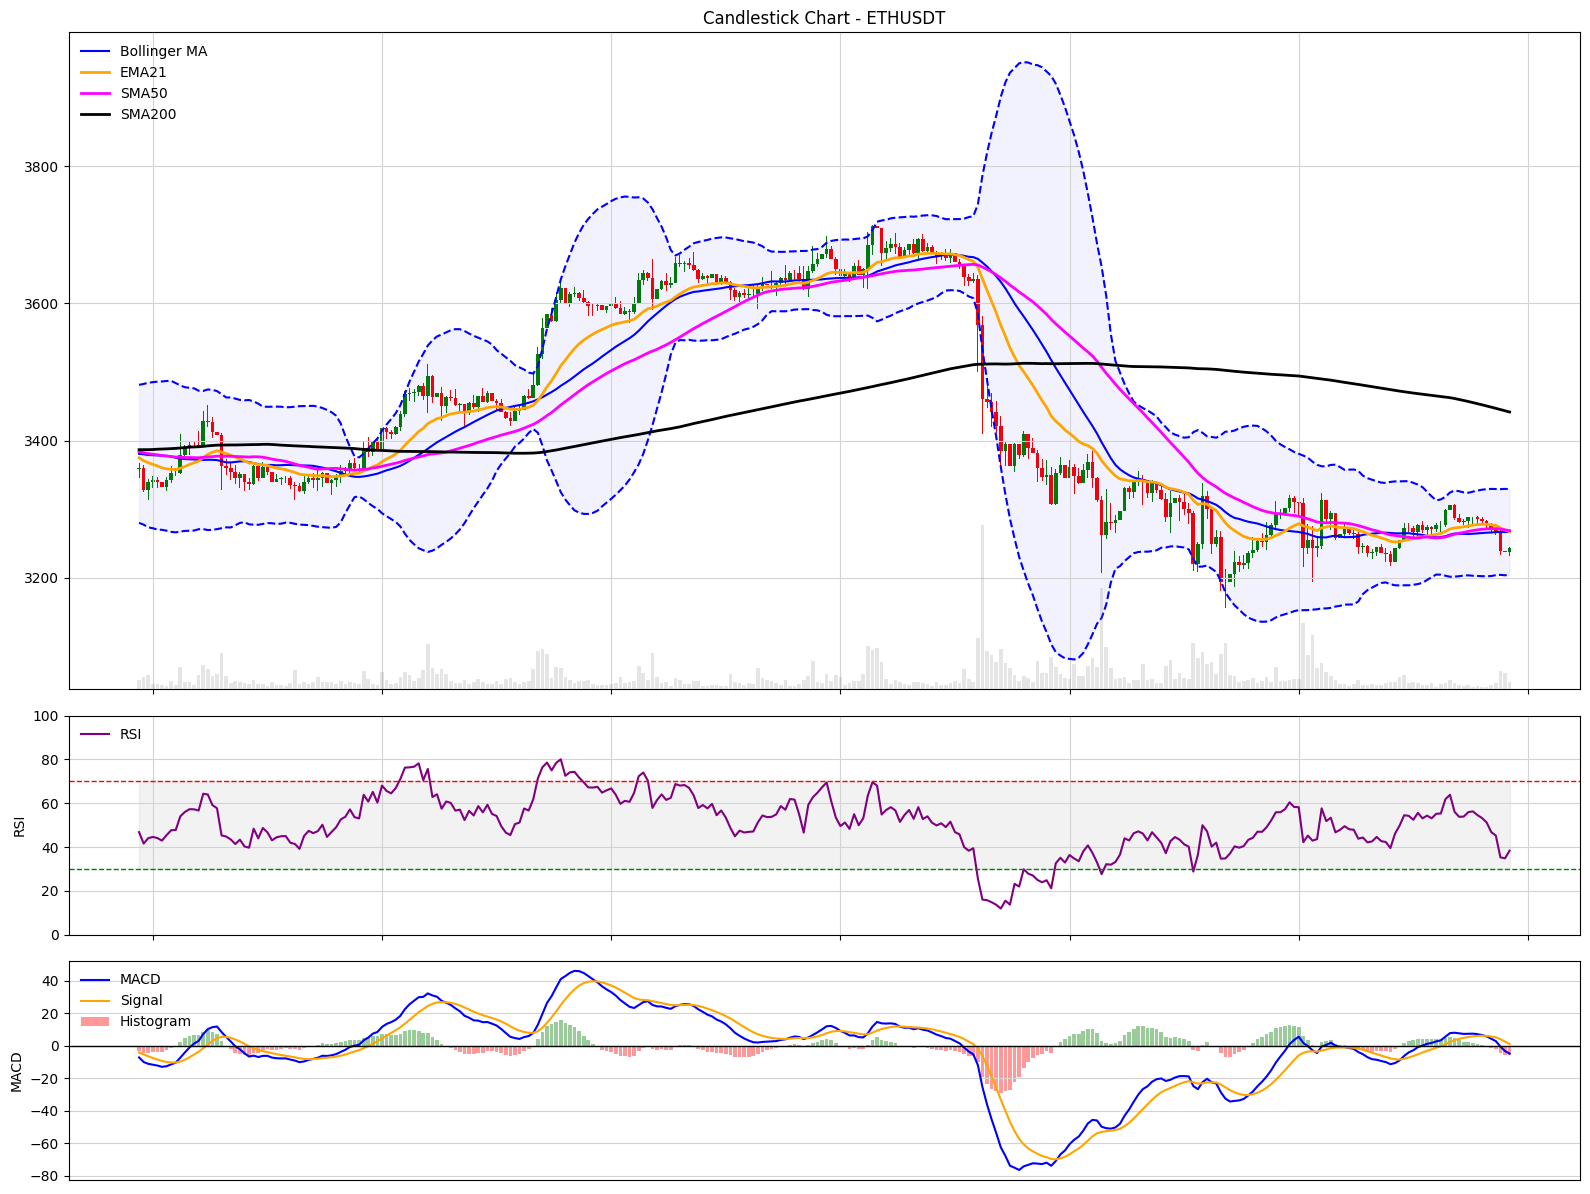 Candlestick Chart - ETHUSDT
Bollinger MA
EMA21
SMA50
SMA200
3800
3600
3400
3200
RSI
100
80
60
40
20
0
RSI
MACD
Signal
Histogram
40
20
0
−20
−40
−60
−80
MACD